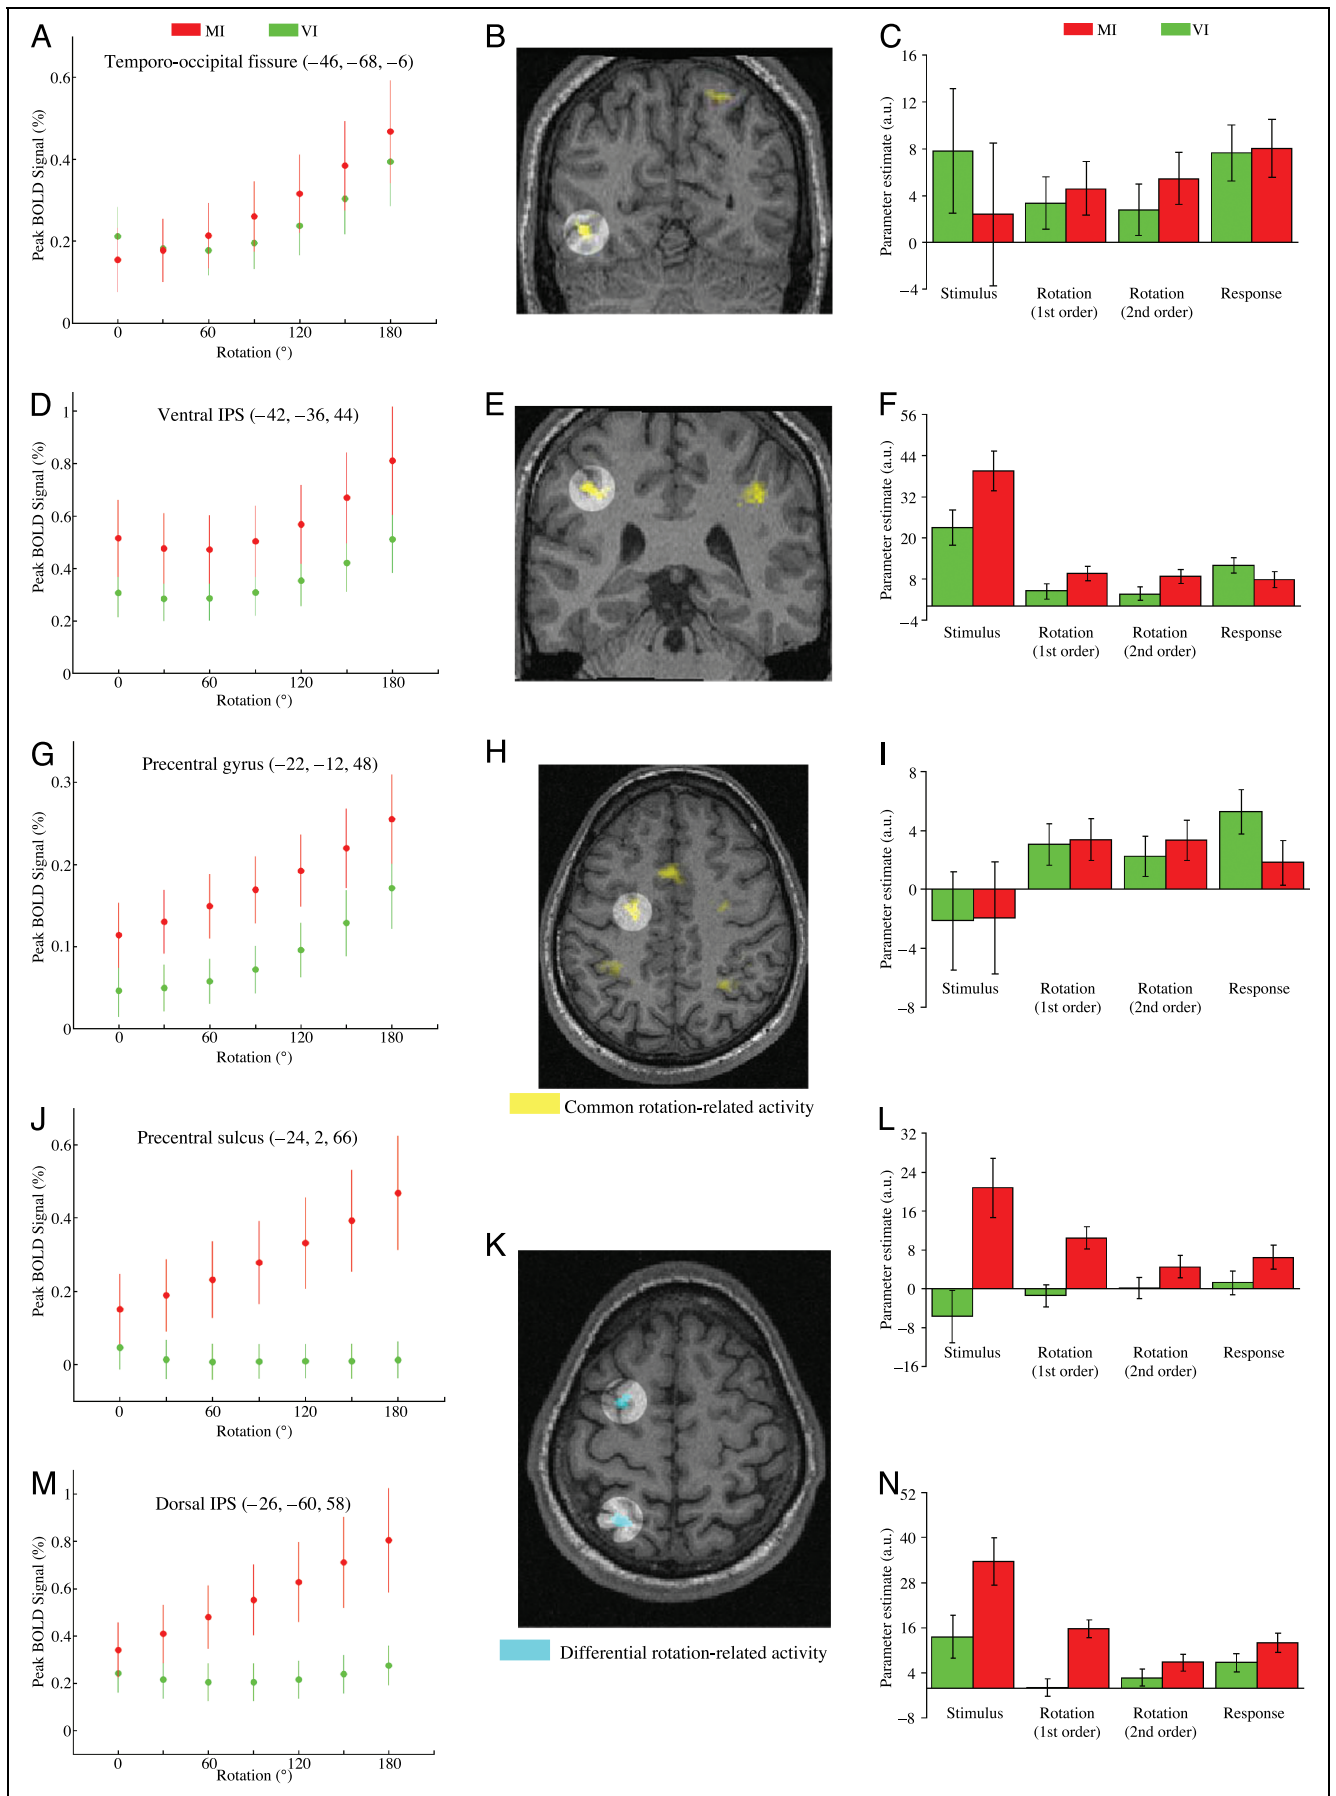 A
MI
VI
Temporo-occipital fissure (−46, −68, −6)
Peak BOLD Signal (%)
0.6
0.4
0.2
0
0 60 120 180
Rotation (°)
B
C
MI
VI
Parameter estimate (a.u.)
16
12
8
4
0
−4
Stimulus Rotation Rotation Response
(1st order) (2nd order)
D
Ventral IPS (−42, −36, 44)
Peak BOLD Signal (%)
1
0.8
0.6
0.4
0.2
0
0 60 120 180
Rotation (°)
E
F
Parameter estimate (a.u.)
56
44
32
20
8
−4
Stimulus Rotation Rotation Response
(1st order) (2nd order)
G
Precentral gyrus (−22, −12, 48)
Peak BOLD Signal (%)
0.3
0.2
0.1
0
0 60 120 180
Rotation (°)
H
Common rotation-related activity
I
Parameter estimate (a.u.)
8
4
0
−4
−8
Stimulus Rotation Rotation Response
(1st order) (2nd order)
J
Precentral sulcus (−24, 2, 66)
Peak BOLD Signal (%)
0.6
0.4
0.2
0
0 60 120 180
Rotation (°)
K
Differential rotation-related activity
L
Parameter estimate (a.u.)
32
24
16
8
0
−8
−16
Stimulus Rotation Rotation Response
(1st order) (2nd order)
M
Dorsal IPS (−26, −60, 58)
Peak BOLD Signal (%)
1
0.8
0.6
0.4
0.2
0
0 60 120 180
Rotation (°)
N
Parameter estimate (a.u.)
52
40
28
16
4
−8
Stimulus Rotation Rotation Response
(1st order) (2nd order)